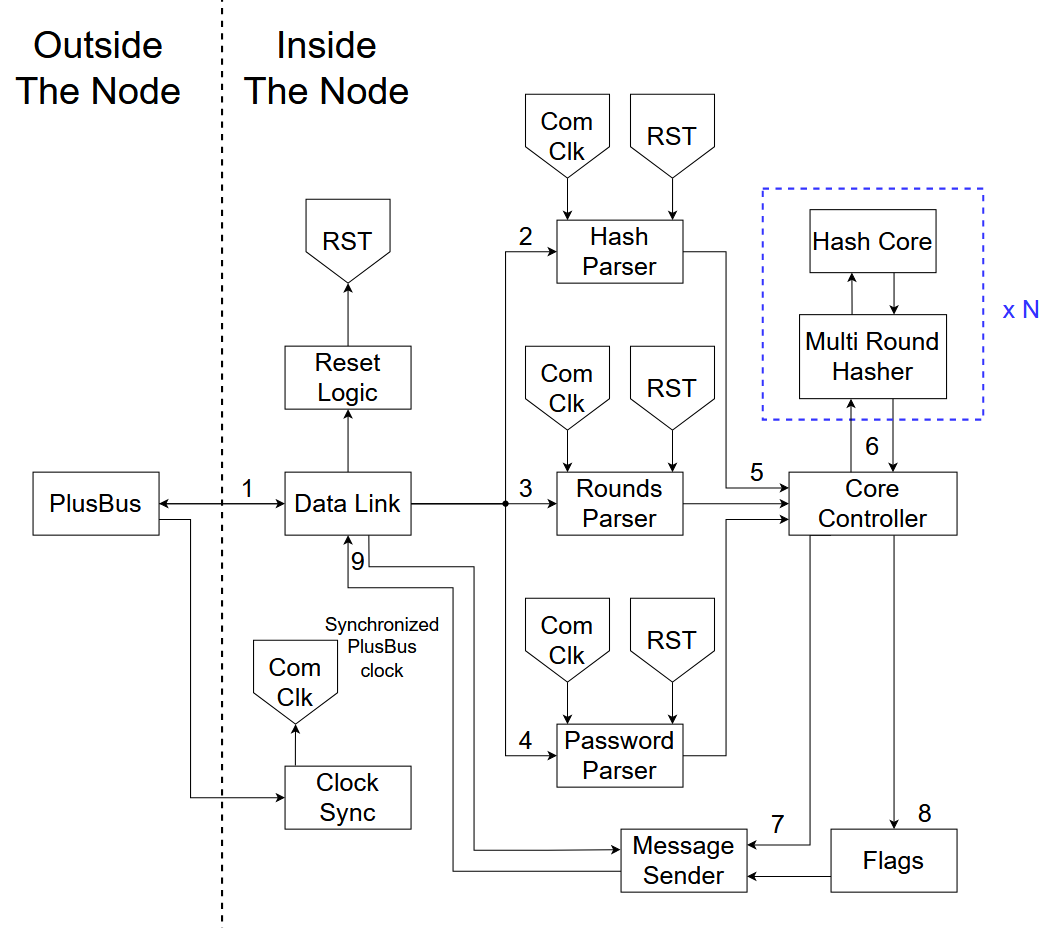 Outside
The Node
Inside
The Node
Com
Clk
RST
RST
Hash
Parser
2
Hash Core
x N
Multi Round
Hasher
Reset
Logic
Com
Clk
RST
6
PlusBus
1
Data Link
3
Rounds
Parser
5
Core
Controller
9
Synchronized
PlusBus
clock
Com
Clk
Com
Clk
RST
4
Password
Parser
Clock
Sync
Message
Sender
7
8
Flags